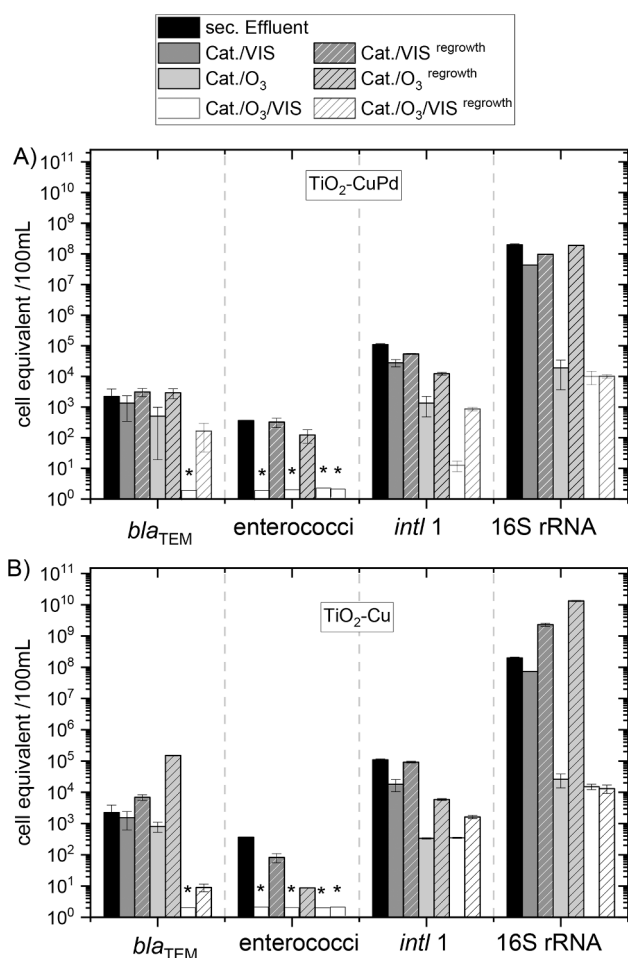 sec. Effluent
Cat./VIS Cat./VIS regrowth
Cat./O3 Cat./O3 regrowth
Cat./O3/VIS Cat./O3/VIS regrowth
A)
TiO2-CuPd
cell equivalent /100mL
10^11
10^10
10^9
10^8
10^7
10^6
10^5
10^4
10^3
10^2
10^1
10^0
* * * * *
blaTEM enterococci intI 1 16S rRNA
B)
TiO2-Cu
cell equivalent /100mL
10^11
10^10
10^9
10^8
10^7
10^6
10^5
10^4
10^3
10^2
10^1
10^0
* * * * *
blaTEM enterococci intI 1 16S rRNA